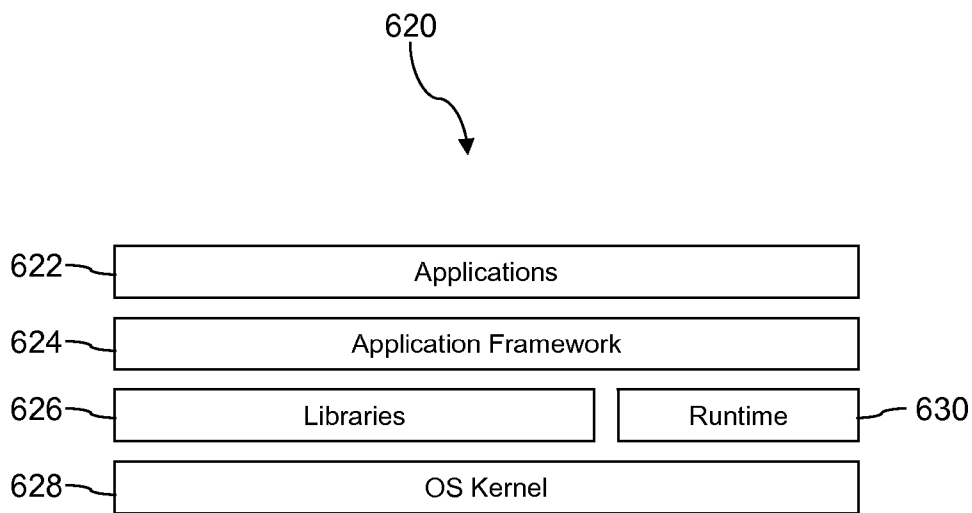 620
622 Applications
624 Application Framework
626 Libraries Runtime 630
628 OS Kernel